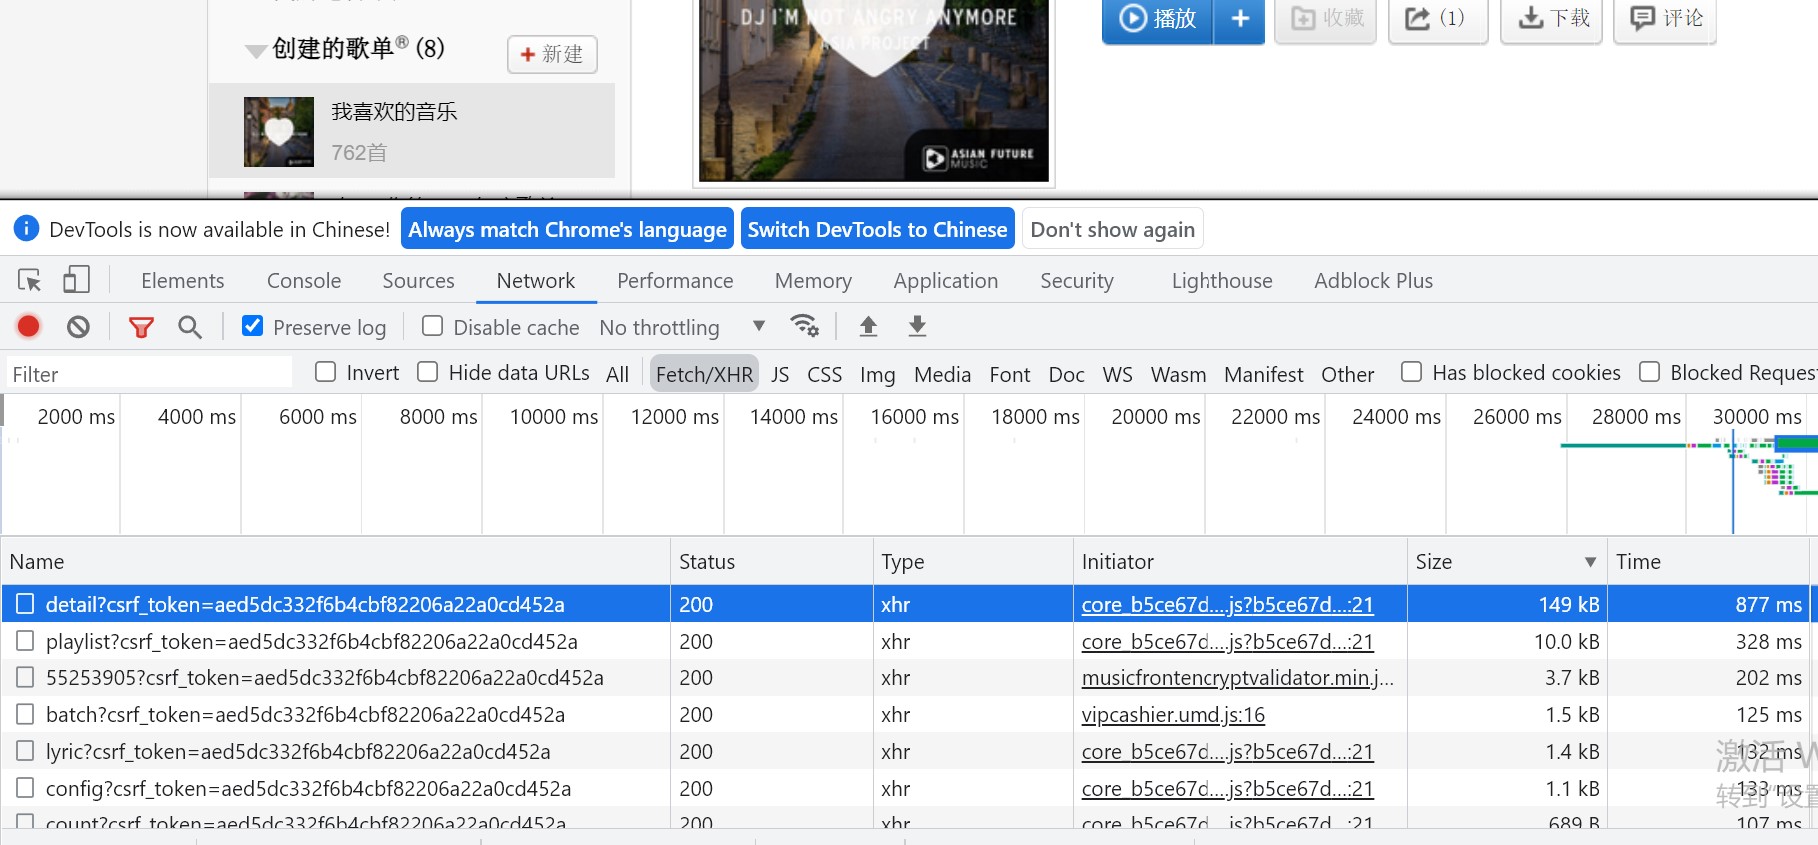 DJ I'M NOT ANGRY ANYMORE
ASIA PROJECT
ASIAN FUTURE
MUSIC
播放
收藏
(1)
下载
评论
创建的歌单® (8)
新建
我喜欢的音乐
762首
DevTools is now available in Chinese! Always match Chrome's language Switch DevTools to Chinese Don't show again
Elements Console Sources Network Performance Memory Application Security Lighthouse Adblock Plus
Preserve log Disable cache No throttling
Filter Invert Hide data URLs All Fetch/XHR JS CSS Img Media Font Doc WS Wasm Manifest Other Has blocked cookies Blocked Reques
2000 ms 4000 ms 6000 ms 8000 ms 10000 ms 12000 ms 14000 ms 16000 ms 18000 ms 20000 ms 22000 ms 24000 ms 26000 ms 28000 ms 30000 ms
Name Status Type Initiator Size Time
detail?csrf_token=aed5dc332f6b4cbf82206a22a0cd452a 200 xhr core_b5ce67d....js?b5ce67d...:21 149 kB 877 ms
playlist?csrf_token=aed5dc332f6b4cbf82206a22a0cd452a 200 xhr core_b5ce67d....js?b5ce67d...:21 10.0 kB 328 ms
55253905?csrf_token=aed5dc332f6b4cbf82206a22a0cd452a 200 xhr musicfrontencryptvalidator.min.j... 3.7 kB 202 ms
batch?csrf_token=aed5dc332f6b4cbf82206a22a0cd452a 200 xhr vipcashier.umd.js:16 1.5 kB 125 ms
lyric?csrf_token=aed5dc332f6b4cbf82206a22a0cd452a 200 xhr core_b5ce67d....js?b5ce67d...:21 1.4 kB 132 ms
config?csrf_token=aed5dc332f6b4cbf82206a22a0cd452a 200 xhr core_b5ce67d....js?b5ce67d...:21 1.1 kB 133 ms
count?csrf_token=aed5dc332f6b4cbf82206a22a0cd452a 200 xhr core_b5ce67d....js?b5ce67d...:21 689 B 107 ms
激活 W
转到"设置